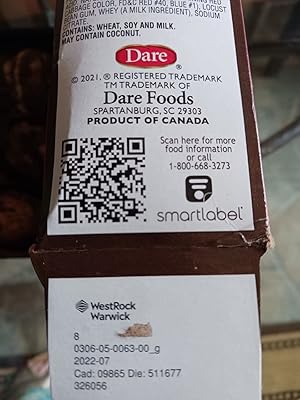 BAGE COLOR, FD&C RED #40, BLUE #1), LOCUST
BEAN GUM, WHEY (A MILK INGREDIENT), SODIUM
CONTAINS: WHEAT, SOY AND MILK.
MAY CONTAIN COCONUT.
Dare®
© 2021, ® REGISTERED TRADEMARK
TM TRADEMARK OF
Dare Foods
SPARTANBURG, SC 29303
PRODUCT OF CANADA
Scan here for more
food information
or call
1-800-668-3273
smartlabel
WestRock
Warwick
8
0306-05-0063-00_g
2022-07
Cad: 09865 Die: 511677
326056